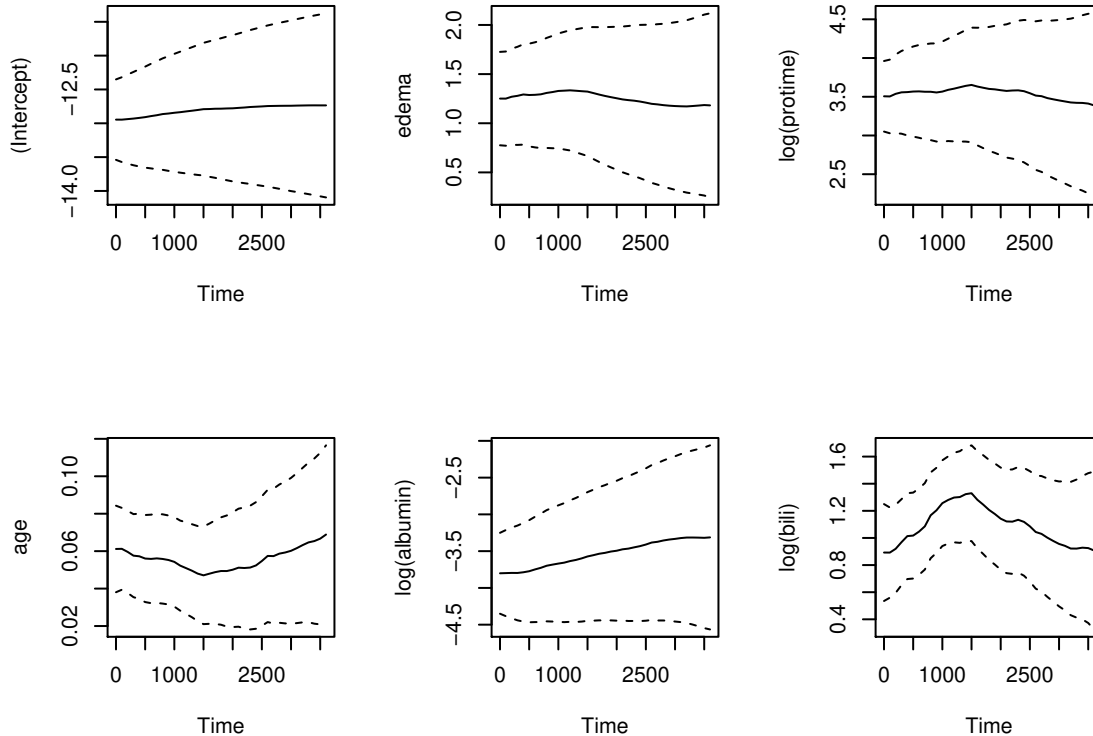 (Intercept)
−12.5
−14.0
0 1000 2500
Time
edema
2.0
1.5
1.0
0.5
0 1000 2500
Time
log(protime)
4.5
3.5
2.5
0 1000 2500
Time
age
0.10
0.06
0.02
0 1000 2500
Time
log(albumin)
−2.5
−3.5
−4.5
0 1000 2500
Time
log(bili)
1.6
1.2
0.8
0.4
0 1000 2500
Time